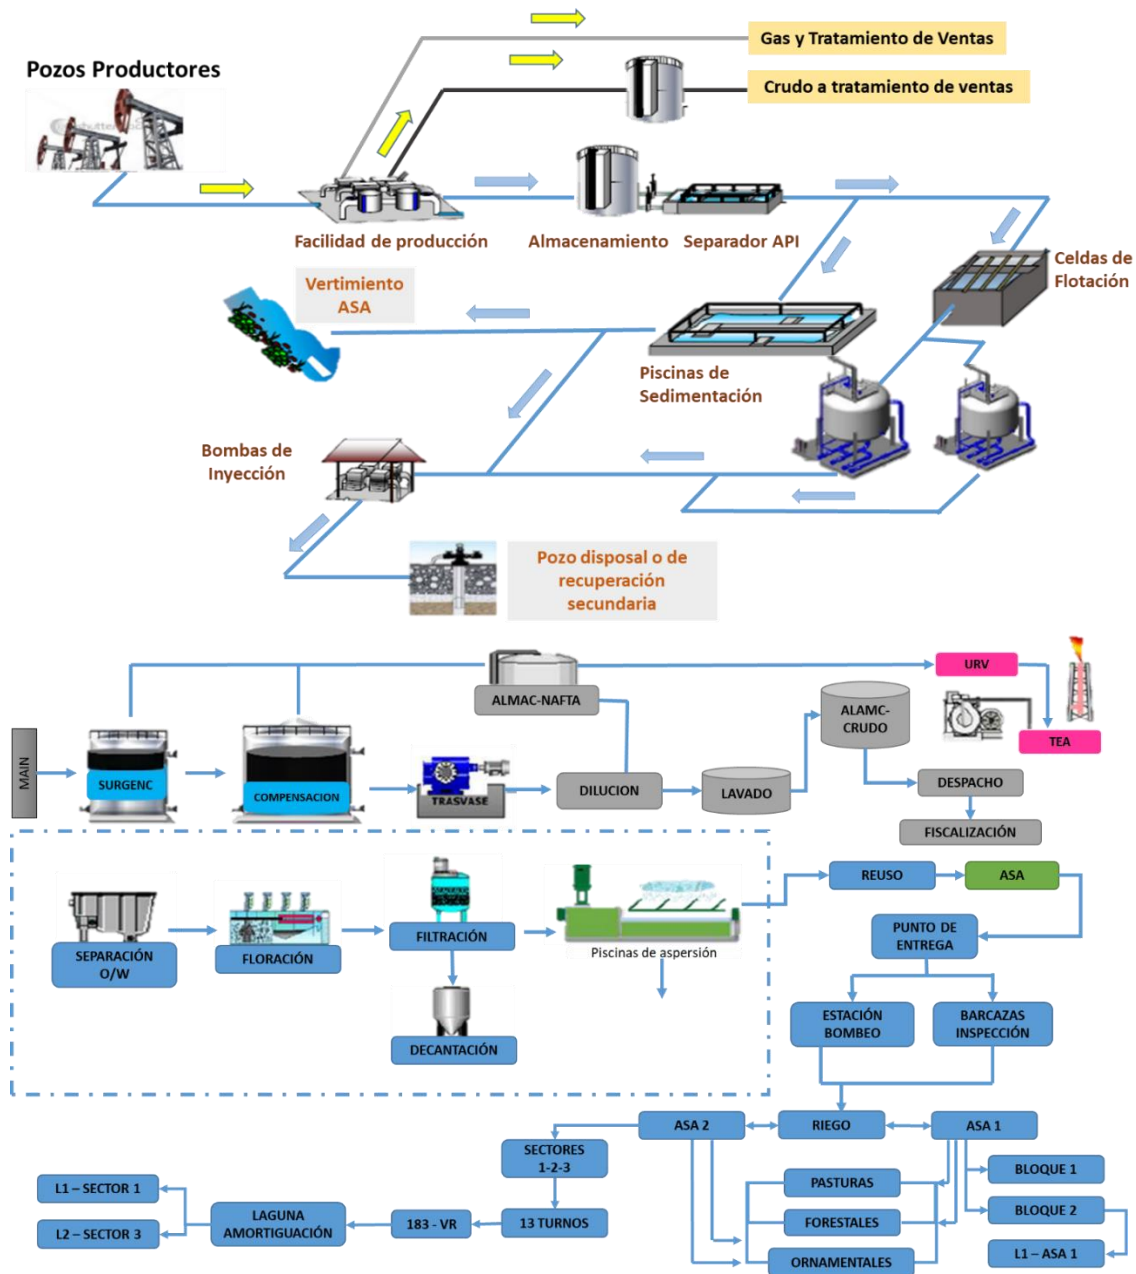 Gas y Tratamiento de Ventas
Pozos Productores
Crudo a tratamiento de ventas
Facilidad de producción
Almacenamiento
Separador API
Celdas de
Flotación
Vertimiento
ASA
Piscinas de
Sedimentación
Bombas de
Inyección
Pozo disposal o de
recuperación
secundaria
URV
ALMAC-NAFTA
ALAMC-
CRUDO
TEA
MAIN
SURGENC
COMPENSACION
TRASVASE
DILUCION
LAVADO
DESPACHO
FISCALIZACIÓN
REUSO
ASA
SEPARACIÓN
O/W
FLORACIÓN
FILTRACIÓN
Piscinas de aspersión
PUNTO DE
ENTREGA
DECANTACIÓN
ESTACIÓN
BOMBEO
BARCAZAS
INSPECCIÓN
ASA 2
RIEGO
ASA 1
SECTORES
1-2-3
PASTURAS
BLOQUE 1
L1 – SECTOR 1
LAGUNA
AMORTIGUACIÓN
183 - VR
13 TURNOS
FORESTALES
BLOQUE 2
L2 – SECTOR 3
ORNAMENTALES
L1 – ASA 1